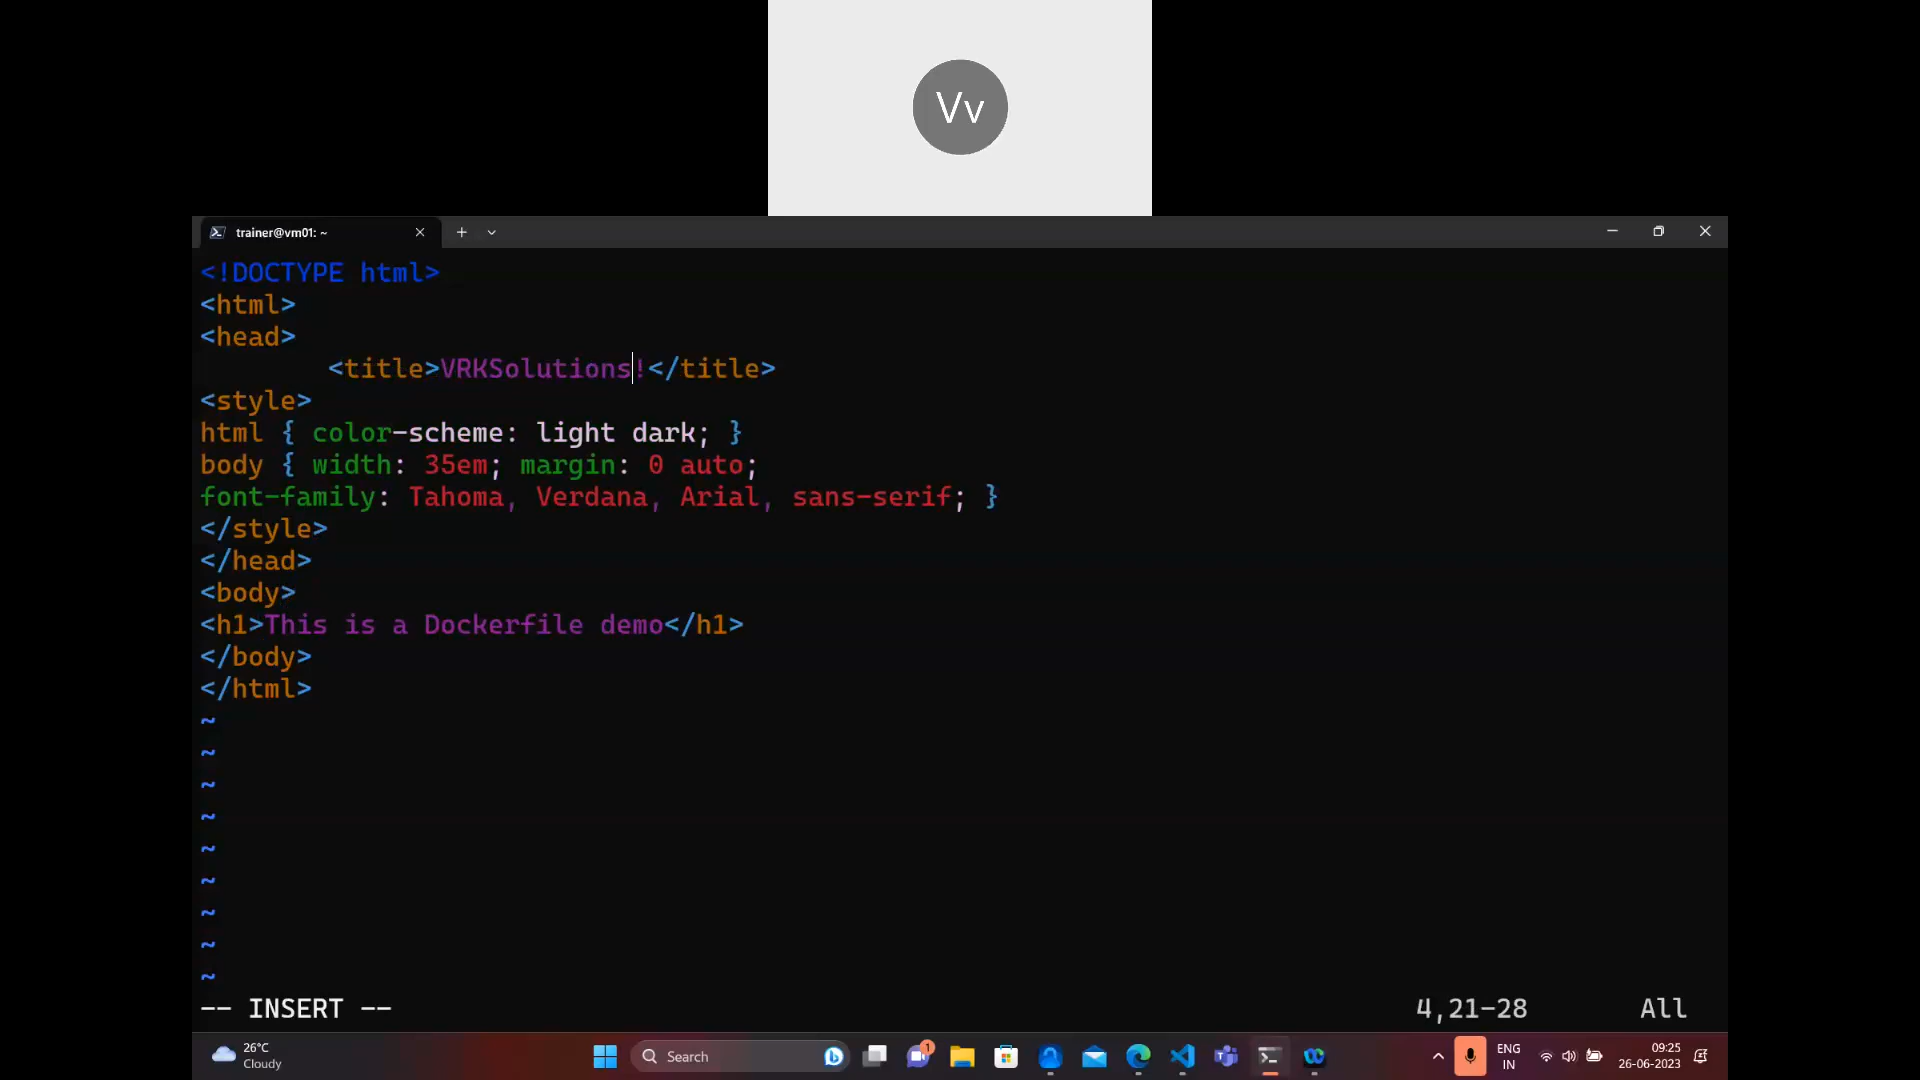 Vv
trainer@vm01: ~
<!DOCTYPE html>
<html>
<head>
<title>VRKSolutions!</title>
<style>
html { color-scheme: light dark; }
body { width: 35em; margin: 0 auto;
font-family: Tahoma, Verdana, Arial, sans-serif; }
</style>
</head>
<body>
<h1>This is a Dockerfile demo</h1>
</body>
</html>
~
~
~
~
~
~
~
~
~
-- INSERT -- 4,21-28 All
26°C
Cloudy
Search
1
ENG
IN
09:25
26-06-2023